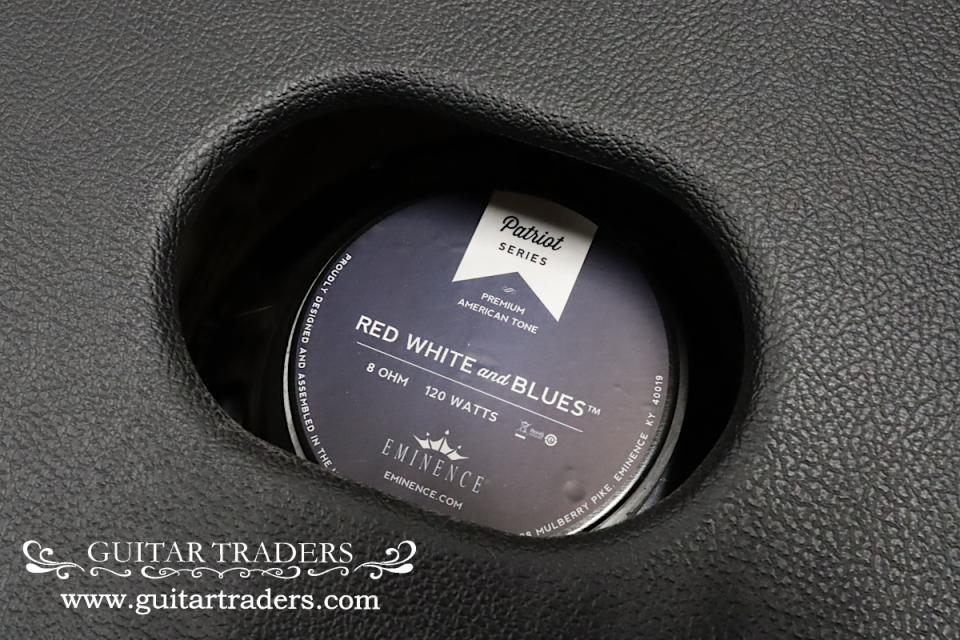 Patriot
SERIES
PREMIUM
AMERICAN TONE
RED WHITE and BLUES™
8 OHM 120 WATTS
EMINENCE
EMINENCE.COM
PROUDLY DESIGNED AND ASSEMBLED IN THE
MULBERRY PIKE, EMINENCE KY 40019
GUITAR TRADERS
www.guitartraders.com